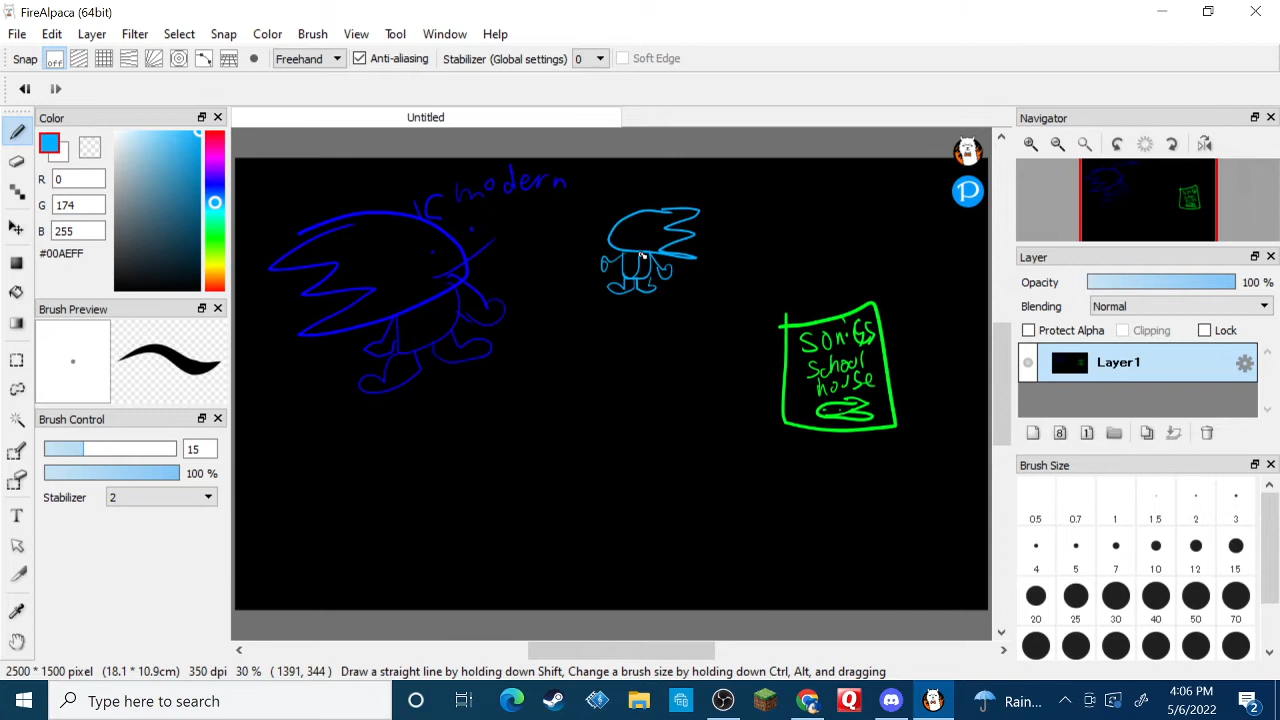 FireAlpaca (64bit)
File Edit Layer Filter Select Snap Color Brush View Tool Window Help
Snap off Freehand Anti-aliasing Stabilizer (Global settings) 0 Soft Edge
Color
R 0
G 174
B 255
#00AEFF
Brush Preview
Brush Control
15
100 %
Stabilizer 2
Untitled
modern
school
house
P
Navigator
Layer
Opacity 100 %
Blending Normal
Protect Alpha Clipping Lock
Layer1
8 1
Brush Size
0.5 0.7 1 1.5 2 3
4 5 7 10 12 15
20 25 30 40 50 70
T
2500 * 1500 pixel (18.1 * 10.9cm) 350 dpi 30 % ( 1391, 344 ) Draw a straight line by holding down Shift, Change a brush size by holding down Ctrl, Alt, and dragging
Type here to search
Q
Rain...
4:06 PM
5/6/2022
2